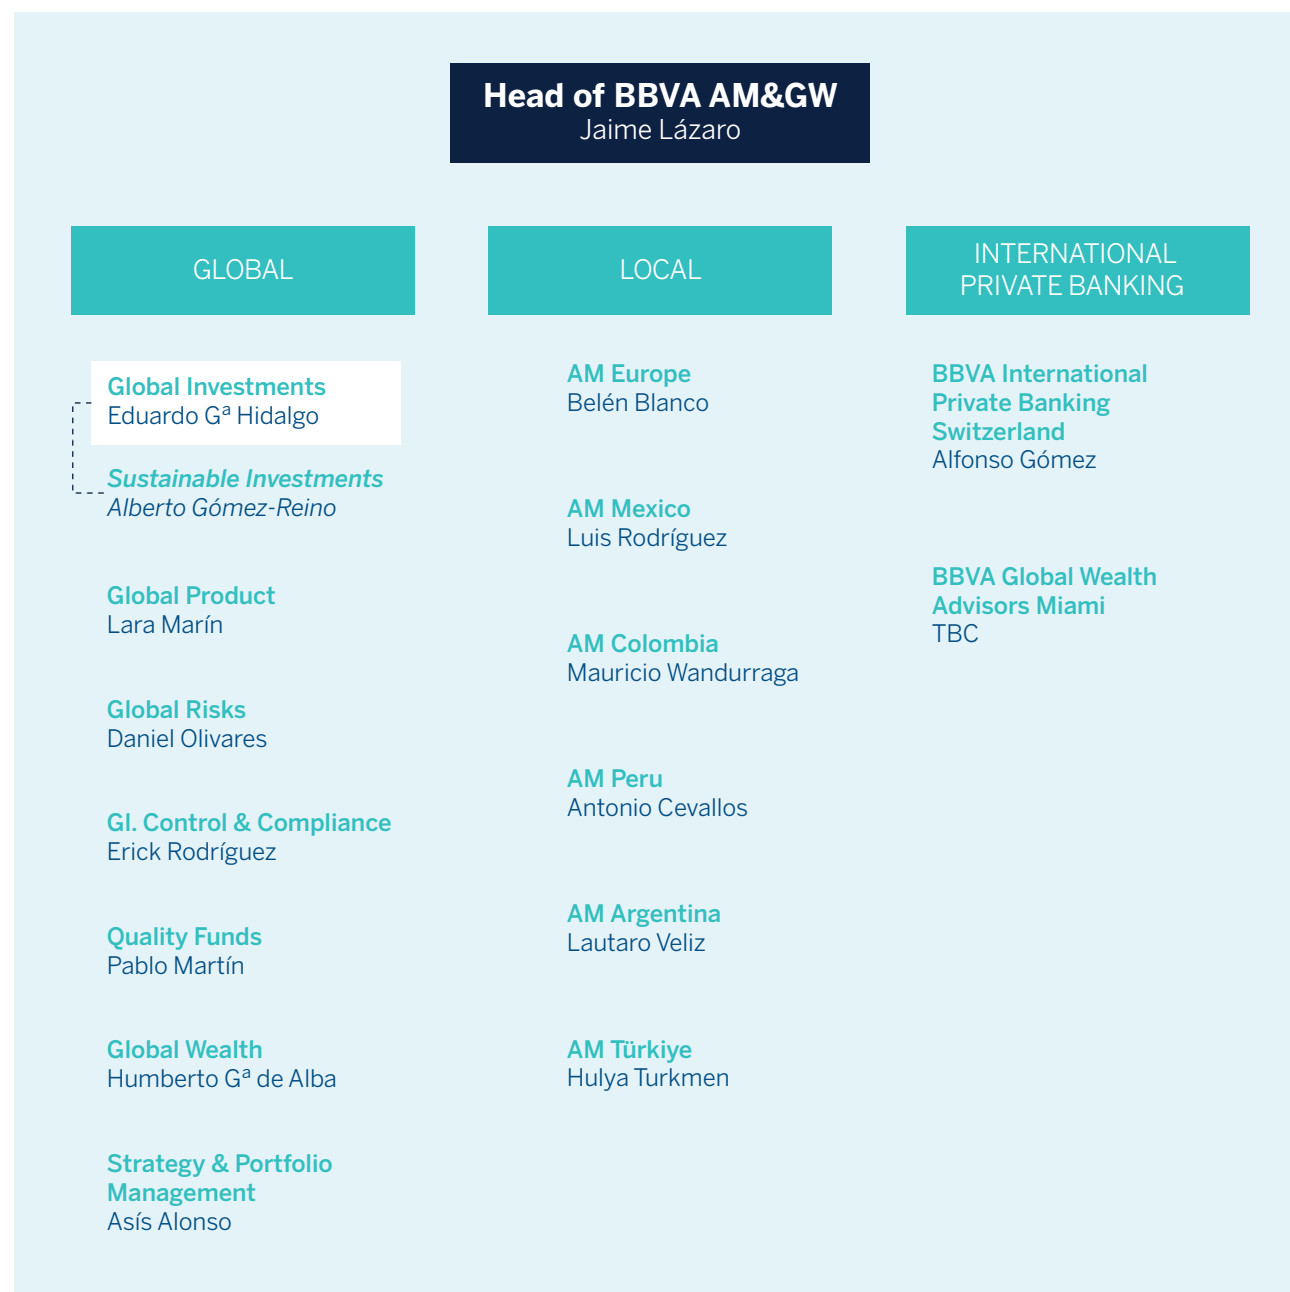 Head of BBVA AM&GW
Jaime Lázaro
GLOBAL
Global Investments
Eduardo Gª Hidalgo
Sustainable Investments
Alberto Gómez-Reino
Global Product
Lara Marín
Global Risks
Daniel Olivares
Gl. Control & Compliance
Erick Rodríguez
Quality Funds
Pablo Martín
Global Wealth
Humberto Gª de Alba
Strategy & Portfolio
Management
Asís Alonso
LOCAL
AM Europe
Belén Blanco
AM Mexico
Luis Rodríguez
AM Colombia
Mauricio Wandurraga
AM Peru
Antonio Cevallos
AM Argentina
Lautaro Veliz
AM Türkiye
Hulya Turkmen
INTERNATIONAL
PRIVATE BANKING
BBVA International
Private Banking
Switzerland
Alfonso Gómez
BBVA Global Wealth
Advisors Miami
TBC